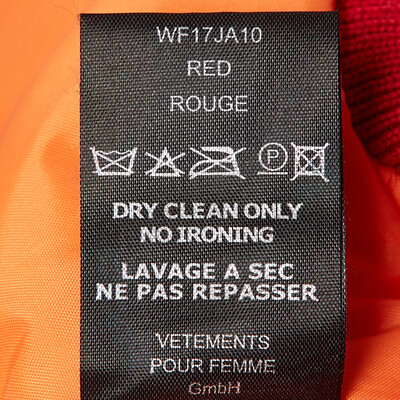 WF17JA10
RED
ROUGE
P
DRY CLEAN ONLY
NO IRONING
LAVAGE A SEC
NE PAS REPASSER
VETEMENTS
POUR FEMME
GmbH